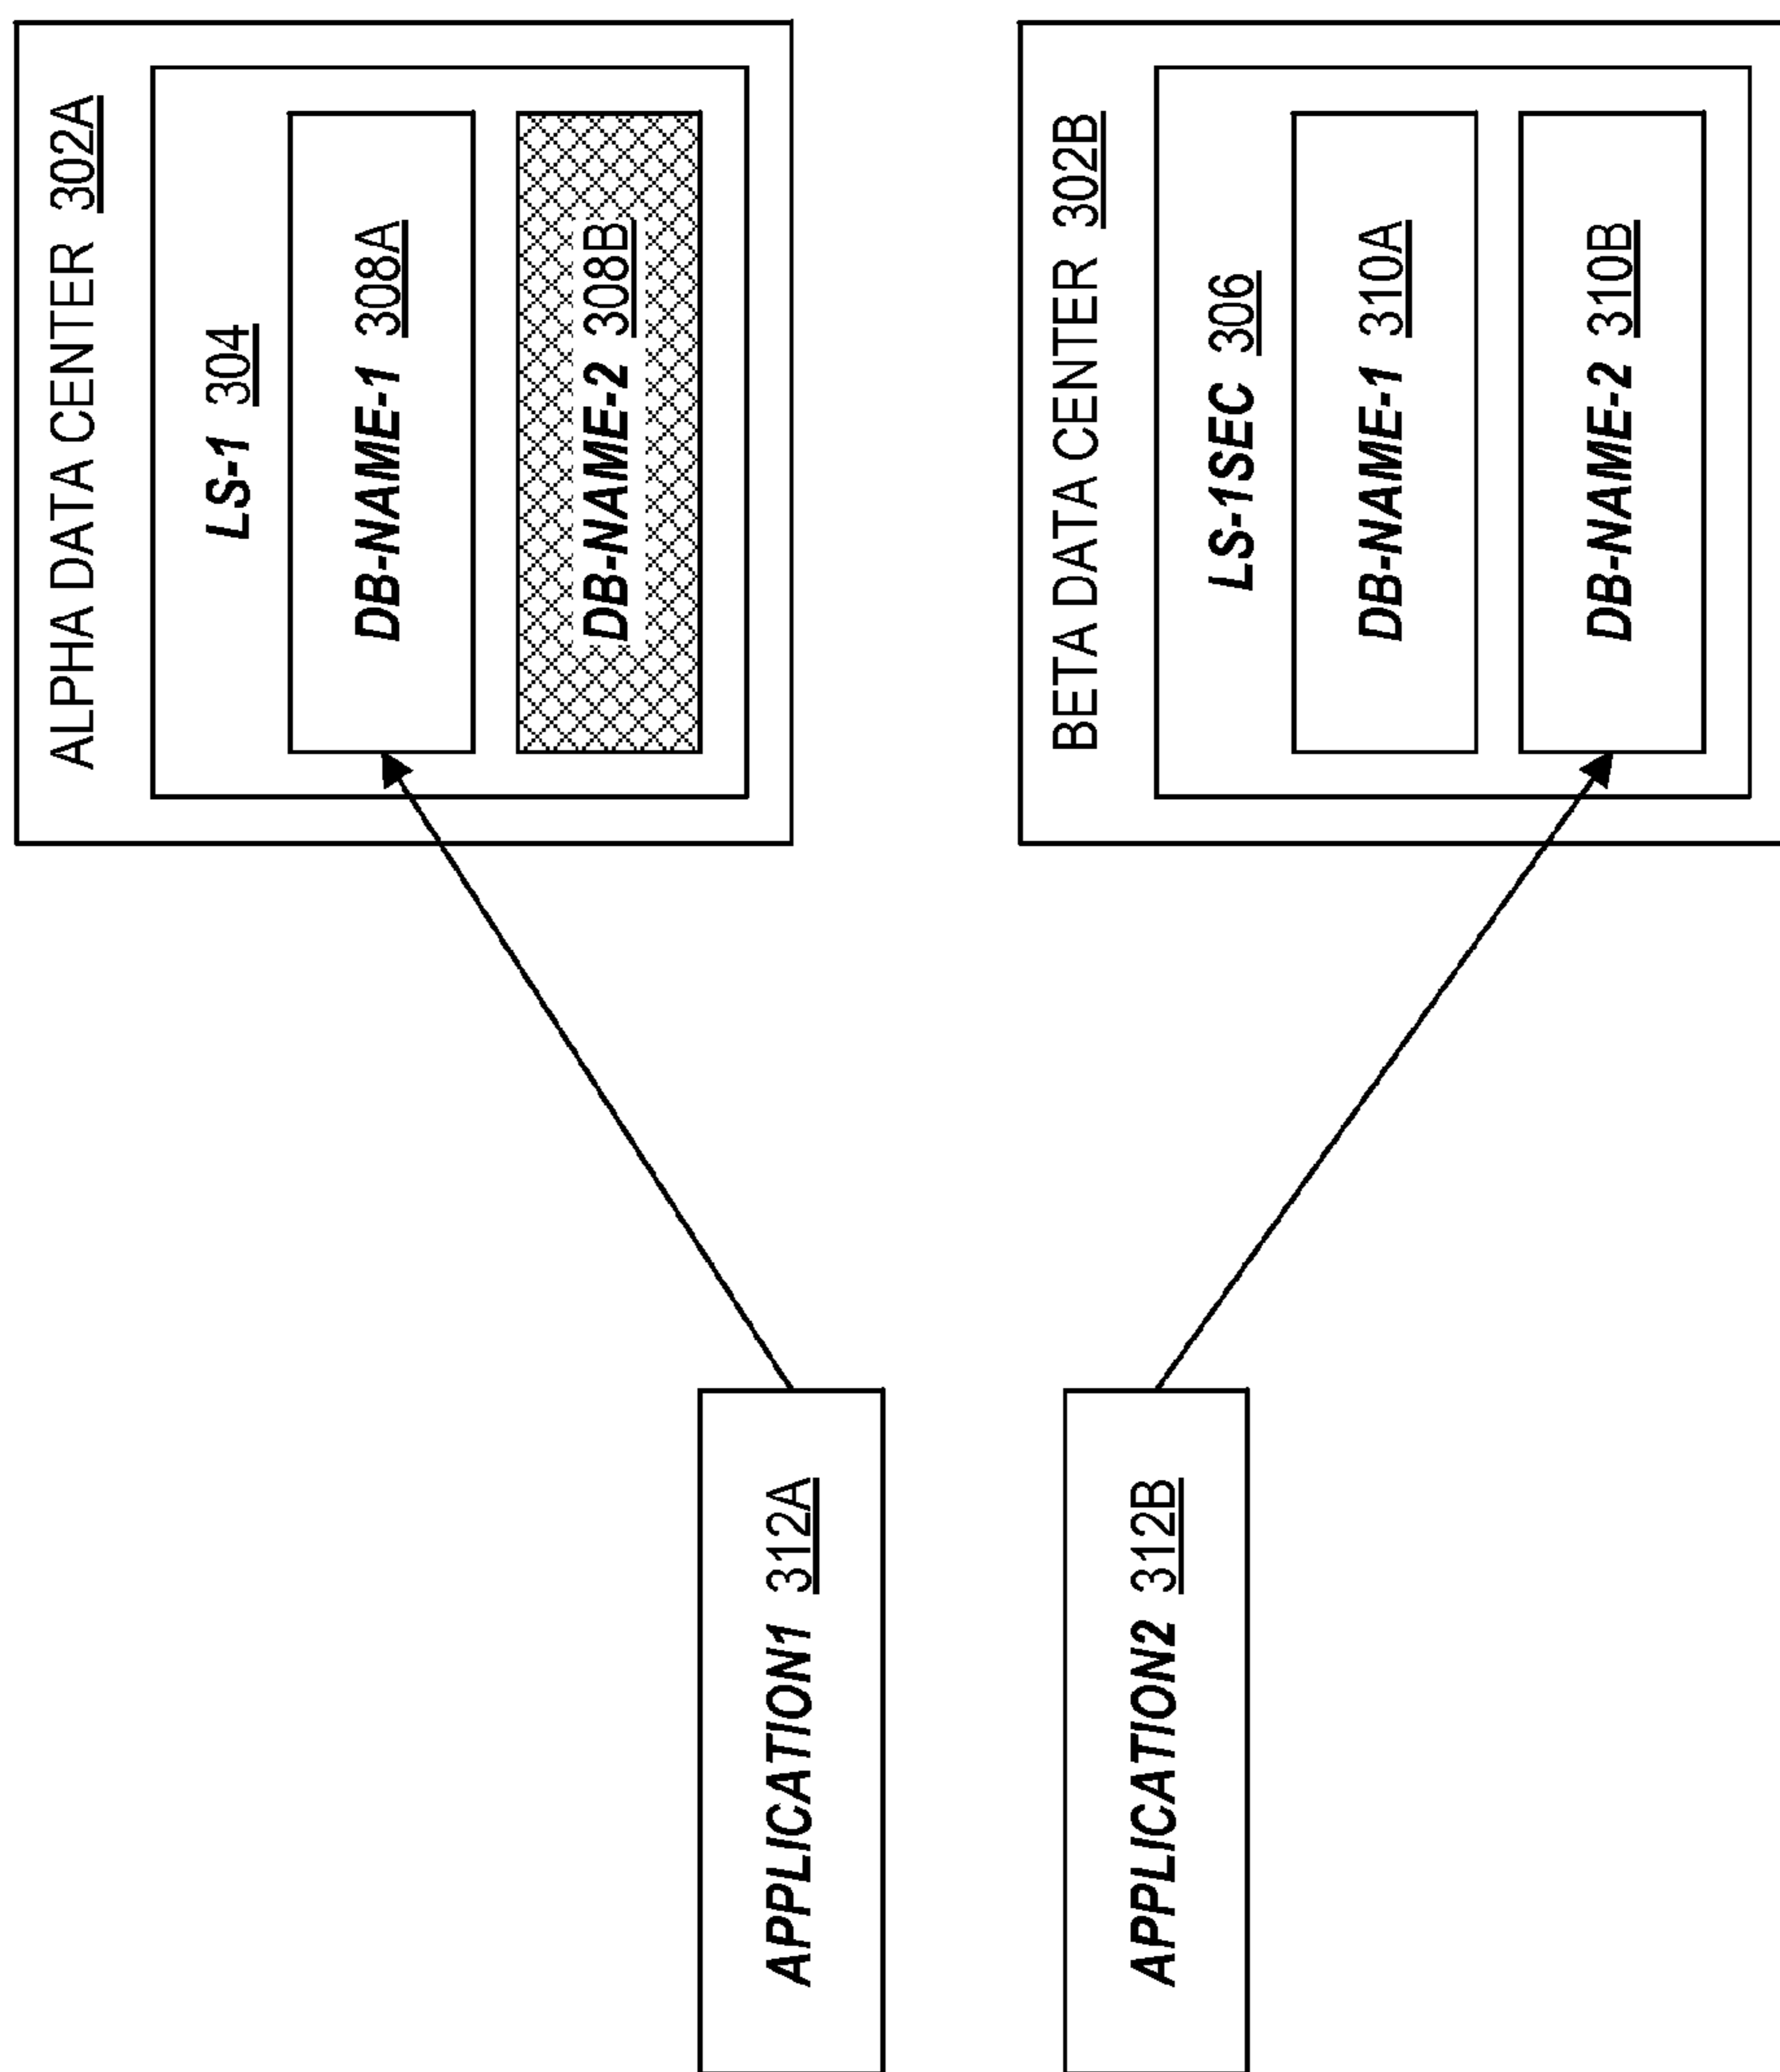 ALPHA DATA CENTER 302A
LS-1 304
DB-NAME-1 308A
DB-NAME-2 308B
BETA DATA CENTER 302B
LS-1SEC 306
DB-NAME-1 310A
DB-NAME-2 310B
APPLICATION1 312A
APPLICATION2 312B